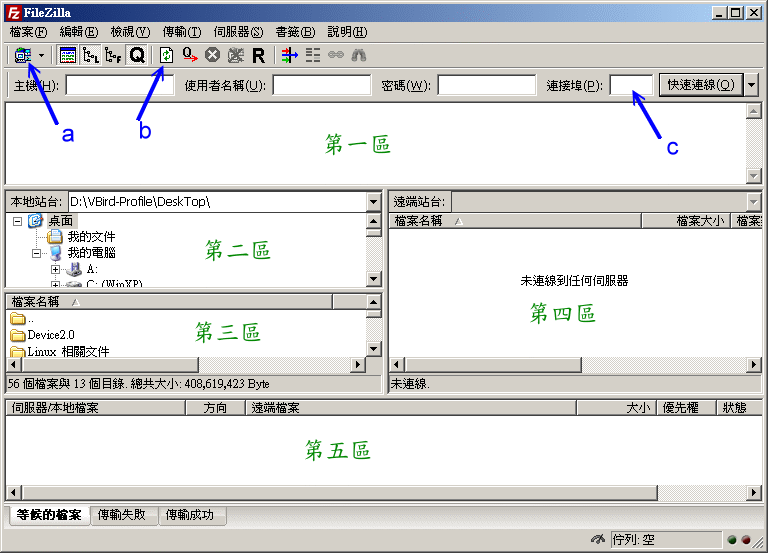 FileZilla
檔案(F) 編輯(E) 檢視(V) 傳輸(T) 伺服器(S) 書籤(B) 說明(H)
L F Q Q R
主機(H): 使用者名稱(U): 密碼(W): 連接埠(P): 快速連線(Q)
a b c
第一區
本地站台: D:\VBird-Profile\DeskTop\
桌面
我的文件
我的電腦
A:
C: (WinXP)
第二區
檔案名稱
..
Device2.0
Linux 相關文件
第三區
56 個檔案與 13 個目錄. 總共大小: 408,619,423 Byte
遠端站台:
檔案名稱 檔案大小 檔案
未連線到任何伺服器
第四區
未連線.
伺服器/本地檔案 方向 遠端檔案 大小 優先權 狀態
第五區
等候的檔案 傳輸失敗 傳輸成功
佇列: 空